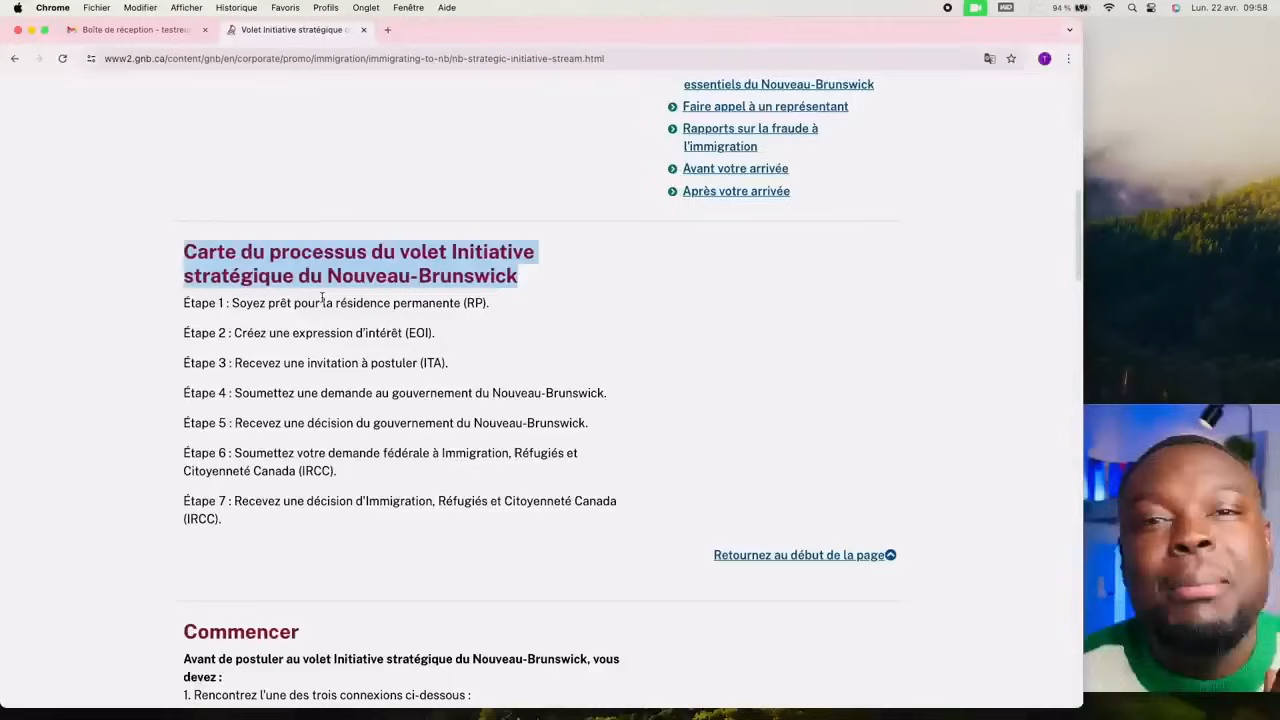 Chrome Fichier Modifier Afficher Historique Favoris Profils Onglet Fenêtre Aide 94 % Lun. 22 avr. 09:58
Boîte de réception - testreu Volet Initiative stratégique d
www2.gnb.ca/content/gnb/en/corporate/promo/immigration/immigrating-to-nb/nb-strategic-initiative-stream.html T
essentiels du Nouveau-Brunswick
Faire appel à un représentant
Rapports sur la fraude à
l'immigration
Avant votre arrivée
Après votre arrivée
Carte du processus du volet Initiative
stratégique du Nouveau-Brunswick
Étape 1 : Soyez prêt pour la résidence permanente (RP).
Étape 2 : Créez une expression d'intérêt (EOI).
Étape 3 : Recevez une invitation à postuler (ITA).
Étape 4 : Soumettez une demande au gouvernement du Nouveau-Brunswick.
Étape 5 : Recevez une décision du gouvernement du Nouveau-Brunswick.
Étape 6 : Soumettez votre demande fédérale à Immigration, Réfugiés et
Citoyenneté Canada (IRCC).
Étape 7 : Recevez une décision d'Immigration, Réfugiés et Citoyenneté Canada
(IRCC).
Retournez au début de la page
Commencer
Avant de postuler au volet Initiative stratégique du Nouveau-Brunswick, vous
devez :
1. Rencontrez l'une des trois connexions ci-dessous :